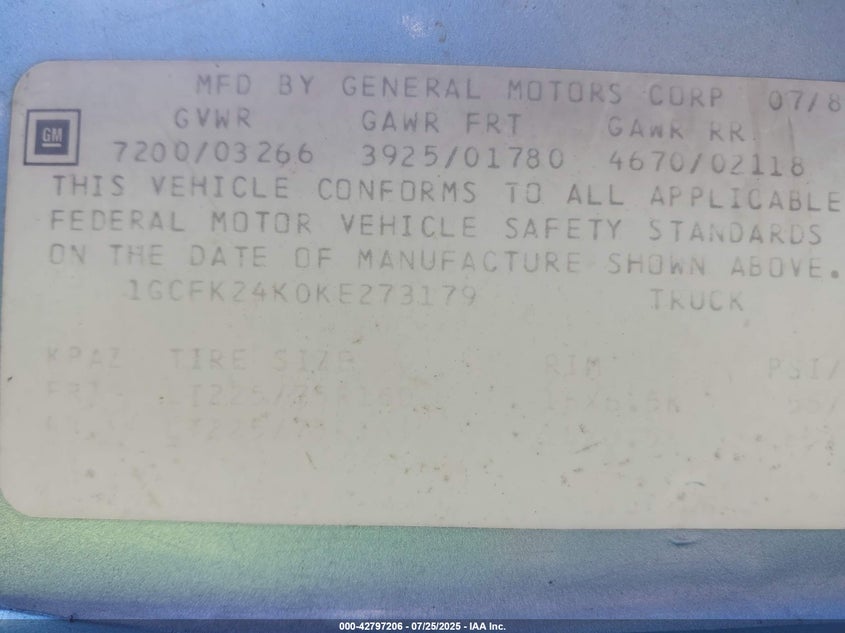 MFD BY GENERAL MOTORS CORP 07/8
GM
GVWR GAWR FRT GAWR RR
7200/03266 3925/01780 4670/02118
THIS VEHICLE CONFORMS TO ALL APPLICABLE
FEDERAL MOTOR VEHICLE SAFETY STANDARDS
ON THE DATE OF MANUFACTURE SHOWN ABOVE.
1GCFK24K0KE273179 TRUCK
KPAZ TIRE SIZE RIM PSI/
000-42797206 - 07/25/2025 - IAA Inc.